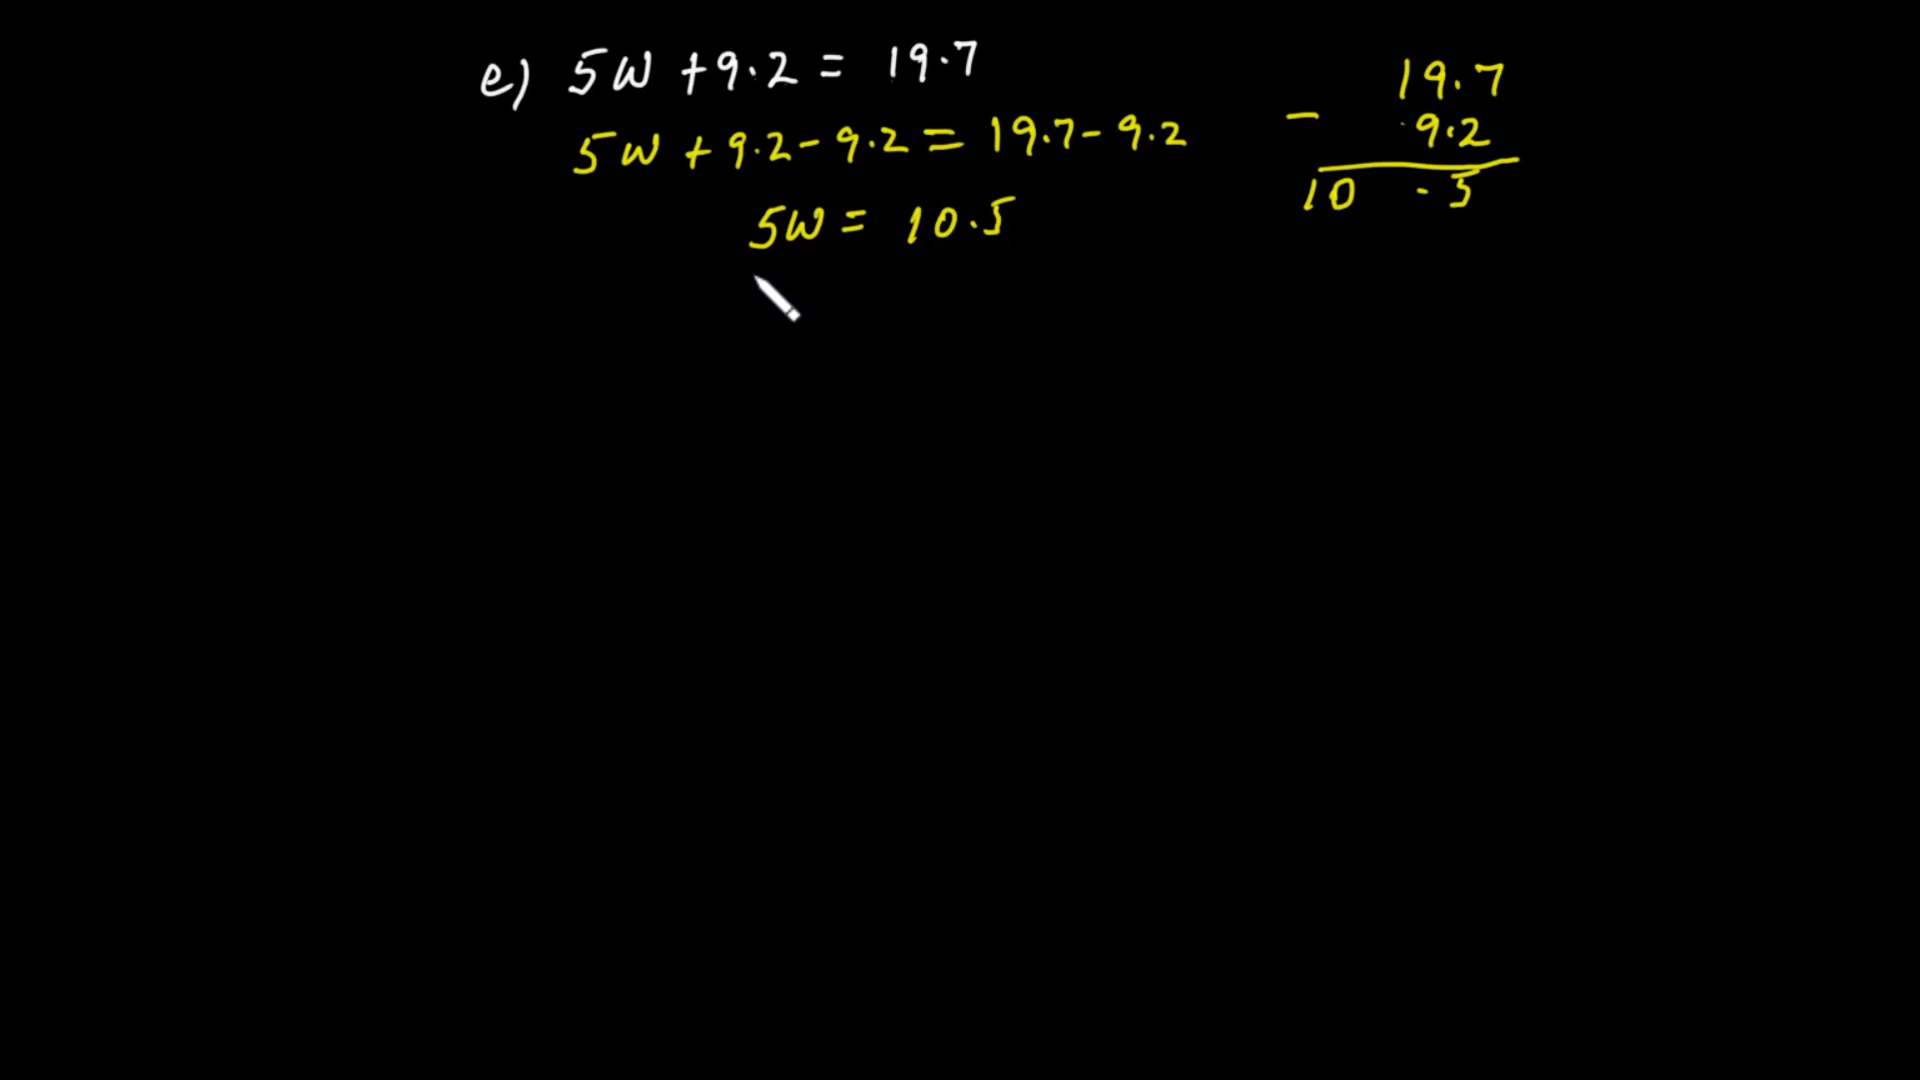 e) 5w + 9.2 = 19.7
5w + 9.2 - 9.2 = 19.7 - 9.2
5w = 10.5
19.7
- 9.2
10 .5